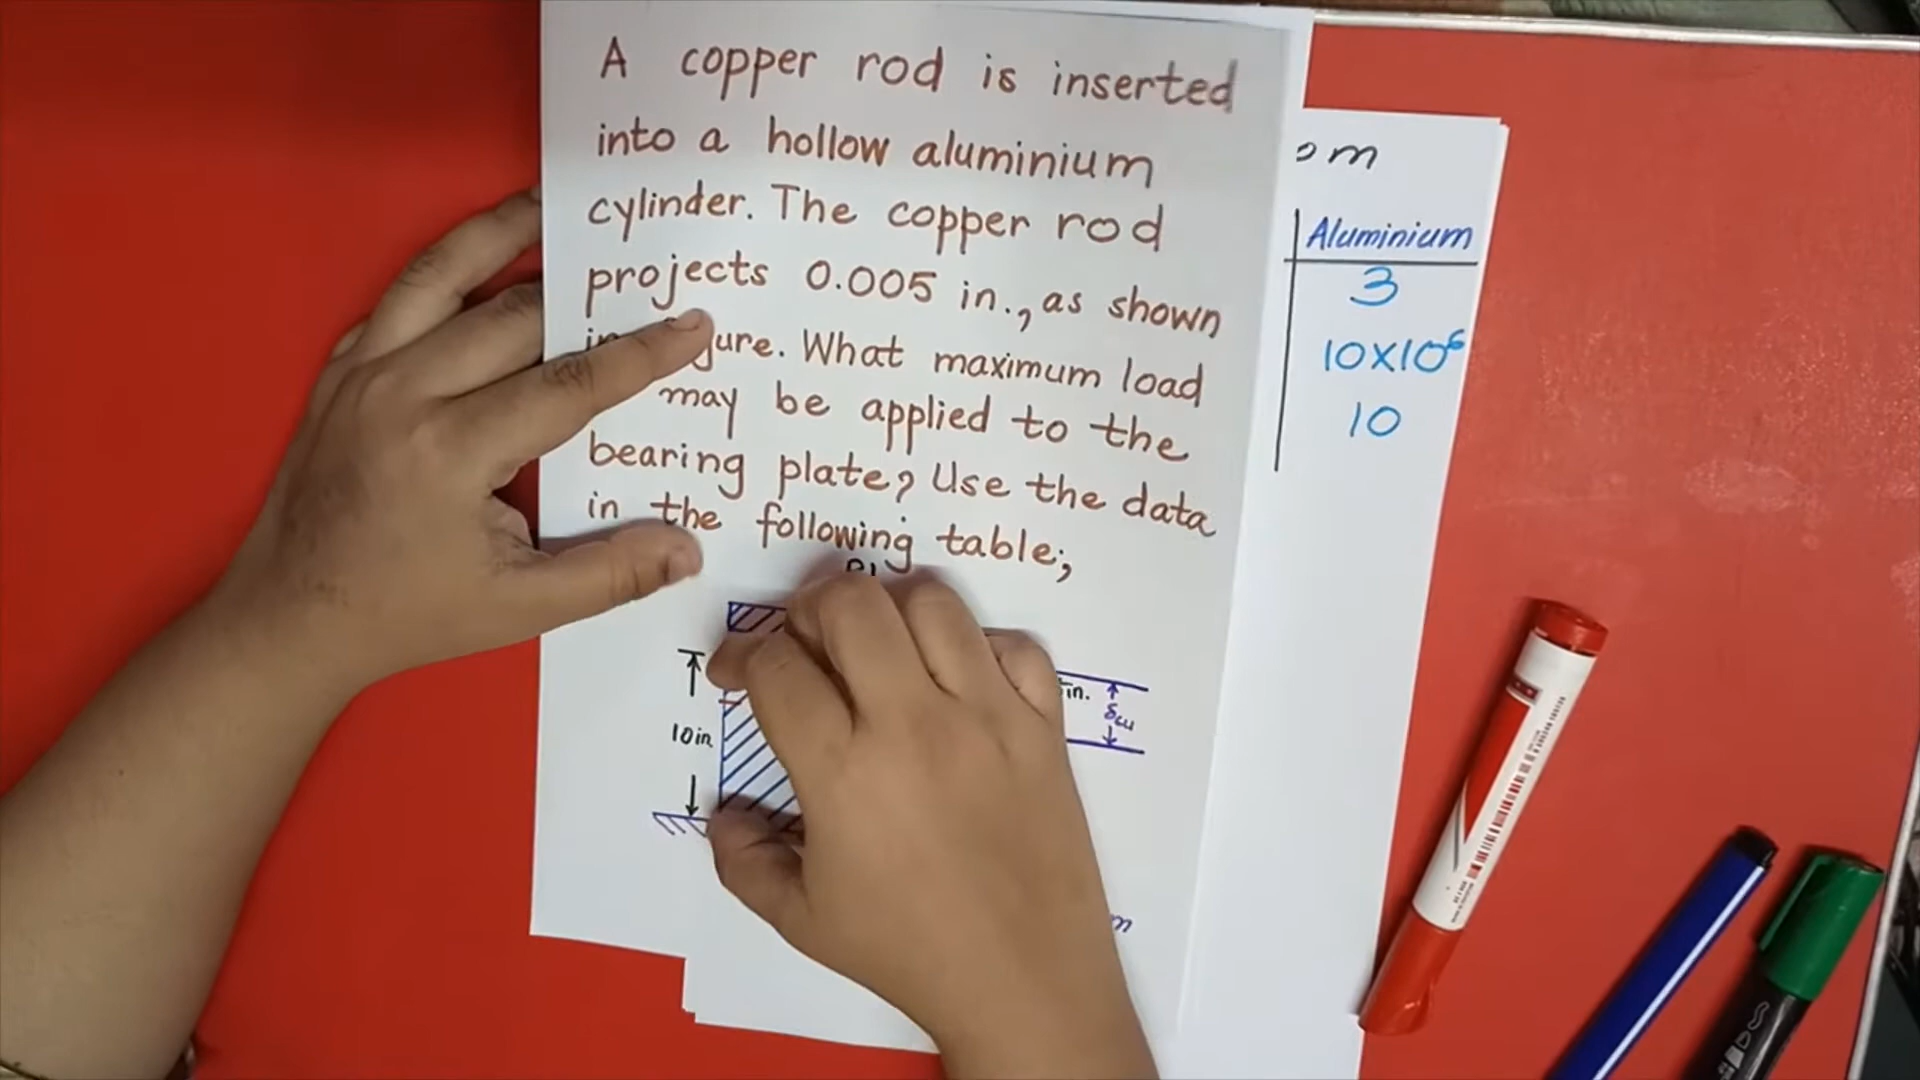 A copper rod is inserted
into a hollow aluminium
cylinder. The copper rod
projects 0.005 in., as shown
What maximum load
may be applied to the
bearing plate? Use the data
in the following table;
10in
in.
δcu
Aluminium
3
10x10⁶
10